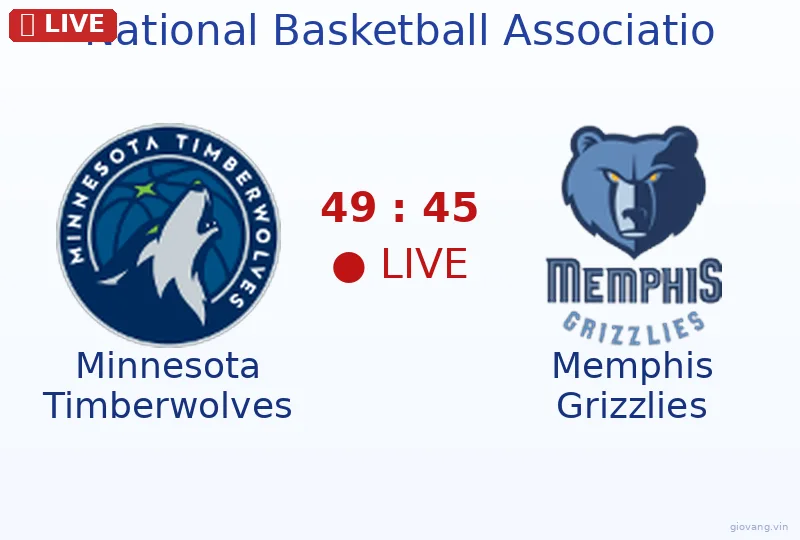 LIVE
National Basketball Associatio
MINNESOTA TIMBERWOLVES
49 : 45
● LIVE
MEMPHIS
GRIZZLIES
Minnesota
Timberwolves
Memphis
Grizzlies
giovang.vin